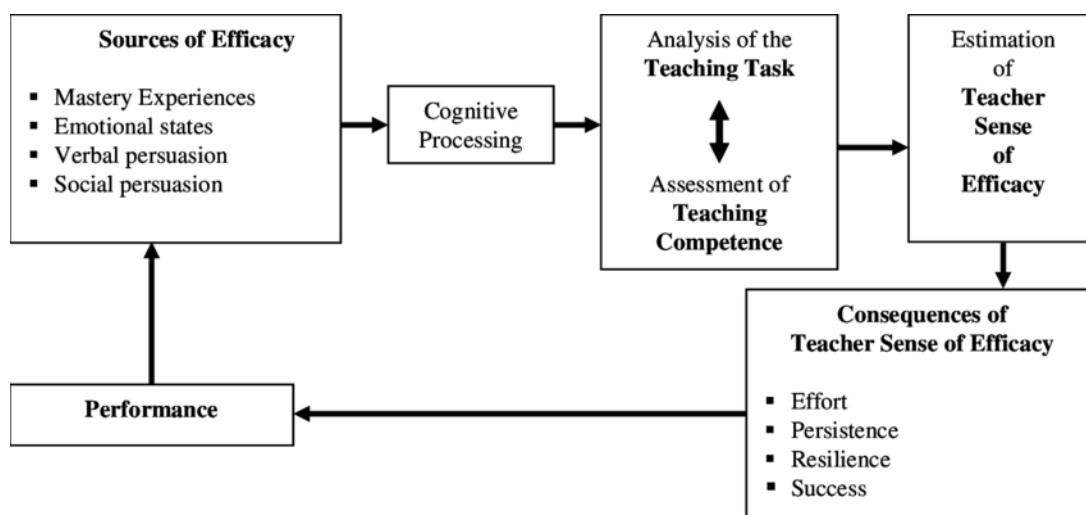 Sources of Efficacy
▪ Mastery Experiences
▪ Emotional states
▪ Verbal persuasion
▪ Social persuasion
Cognitive
Processing
Analysis of the
Teaching Task
Assessment of
Teaching
Competence
Estimation
of
Teacher
Sense
of
Efficacy
Consequences of
Teacher Sense of Efficacy
▪ Effort
▪ Persistence
▪ Resilience
▪ Success
Performance